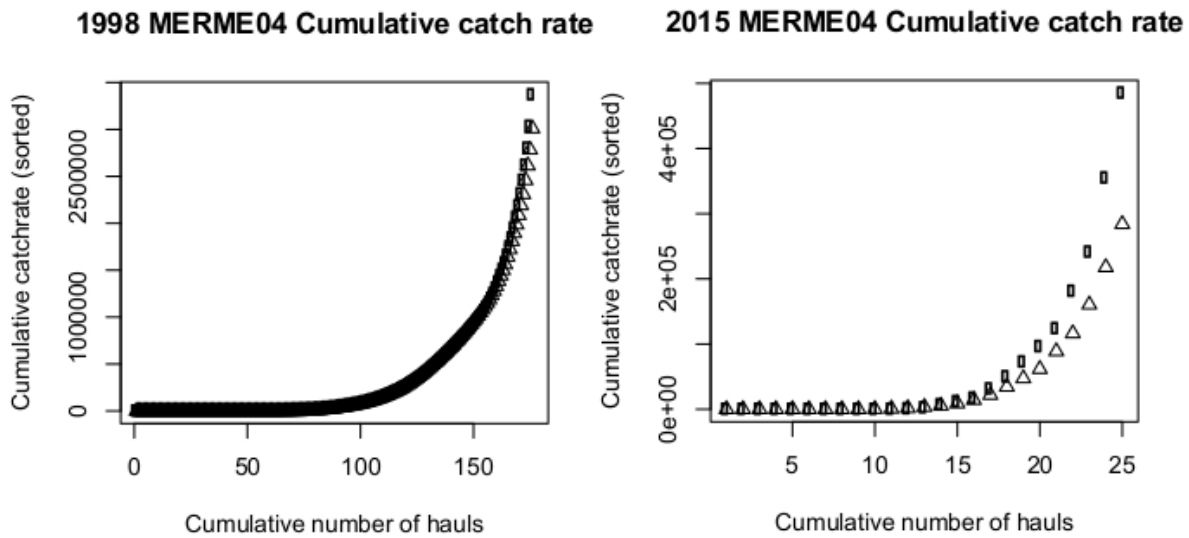 1998 MERME04 Cumulative catch rate
Cumulative catchrate (sorted)
2500000
1000000
0
0 50 100 150
Cumulative number of hauls
2015 MERME04 Cumulative catch rate
Cumulative catchrate (sorted)
4e+05
2e+05
0e+00
5 10 15 20 25
Cumulative number of hauls